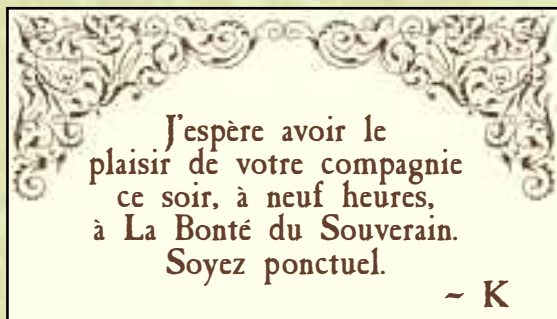 J'espère avoir le
plaisir de votre compagnie
ce soir, à neuf heures,
à La Bonté du Souverain.
Soyez ponctuel.
~ K